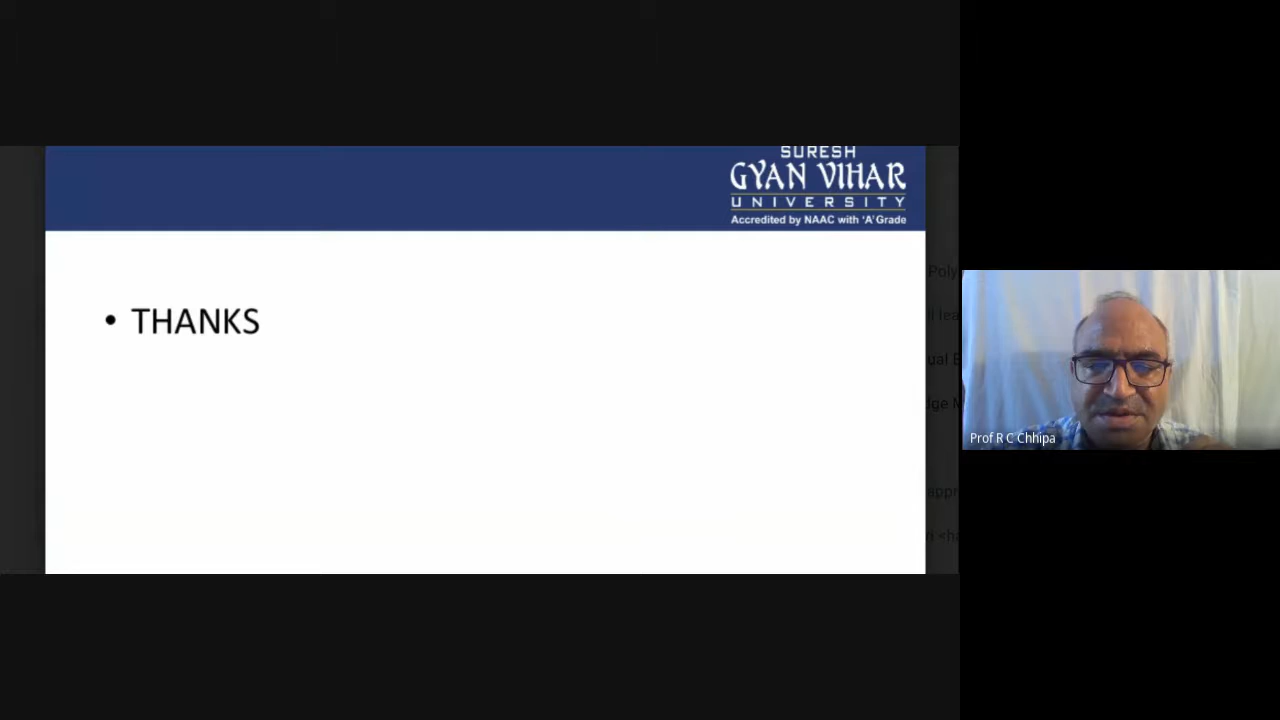 SURESH
GYAN VIHAR
UNIVERSITY
Accredited by NAAC with 'A' Grade
• THANKS
Prof R C Chhipa